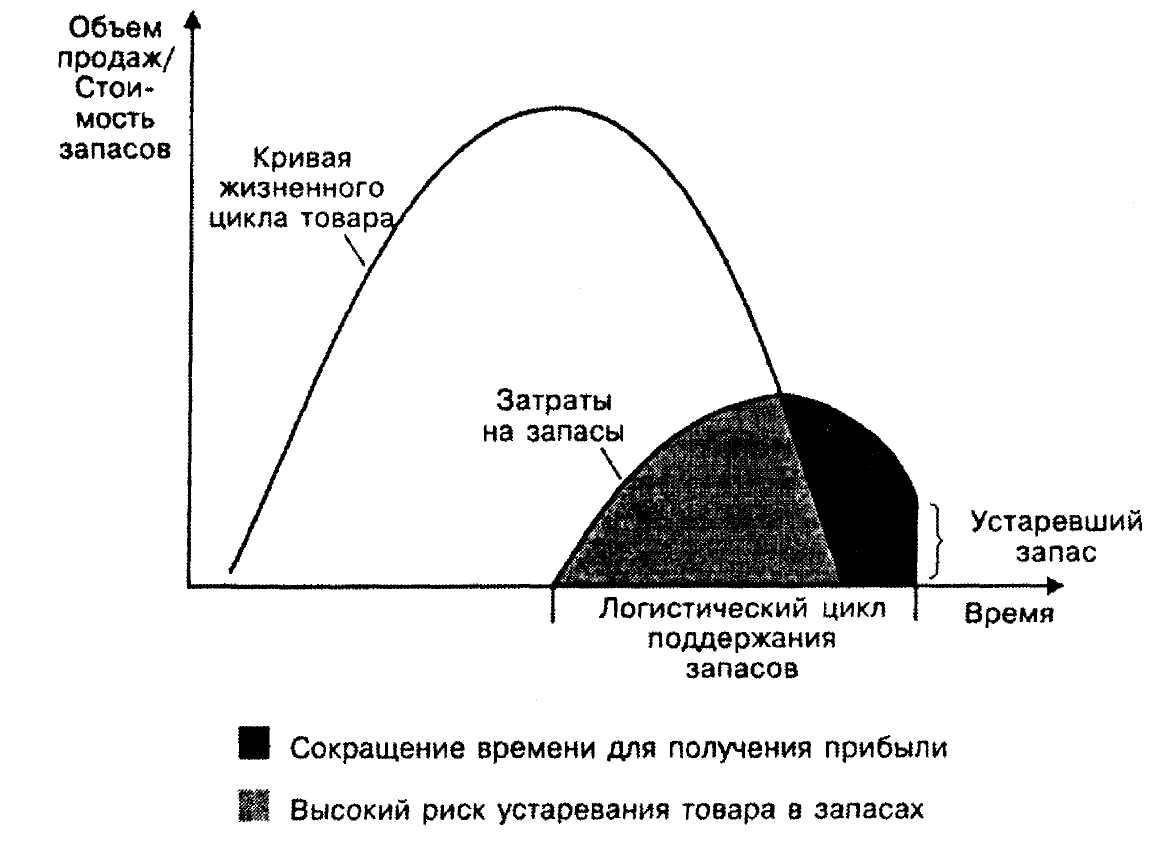 Объем
продаж/
Стои-
мость
запасов
Кривая
жизненного
цикла товара
Затраты
на запасы
Устаревший
запас
Логистический цикл
поддержания
запасов
Время
Сокращение времени для получения прибыли
Высокий риск устаревания товара в запасах